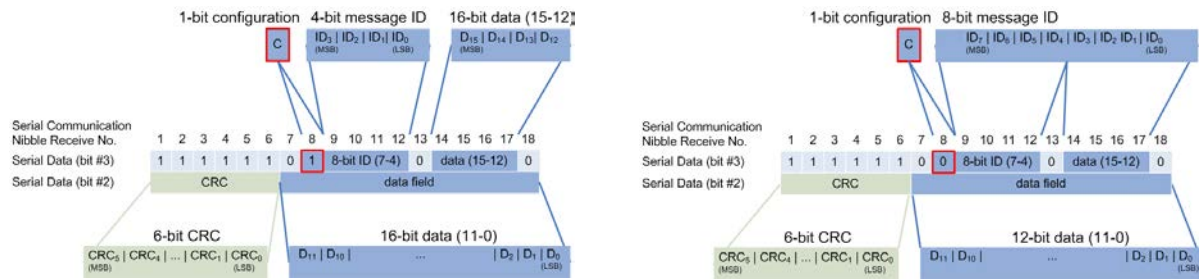 1-bit configuration 4-bit message ID 16-bit data (15-12)
C
ID3 | ID2 | ID1| ID0
(MSB) (LSB)
D15 | D14 | D13| D12
(MSB)
Serial Communication
Nibble Receive No. 1 2 3 4 5 6 7 8 9 10 11 12 13 14 15 16 17 18
Serial Data (bit #3) 1 1 1 1 1 1 0 1 8-bit ID (7-4) 0 data (15-12) 0
Serial Data (bit #2) CRC data field
6-bit CRC 16-bit data (11-0)
CRC5 | CRC4 | ... | CRC1 | CRC0
(MSB) (LSB)
D11 | D10 | ... | D2 | D1 | D0
(LSB)
1-bit configuration 8-bit message ID
C
ID7 | ID6 | ID5 | ID4 | ID3 | ID2 ID1 | ID0
(MSB) (LSB)
Serial Communication
Nibble Receive No. 1 2 3 4 5 6 7 8 9 10 11 12 13 14 15 16 17 18
Serial Data (bit #3) 1 1 1 1 1 1 0 0 8-bit ID (7-4) 0 data (15-12) 0
Serial Data (bit #2) CRC data field
6-bit CRC 12-bit data (11-0)
CRC5 | CRC4 | ... | CRC1 | CRC0
(MSB) (LSB)
D11 | D10 | ... | D2 | D1 | D0
(LSB)